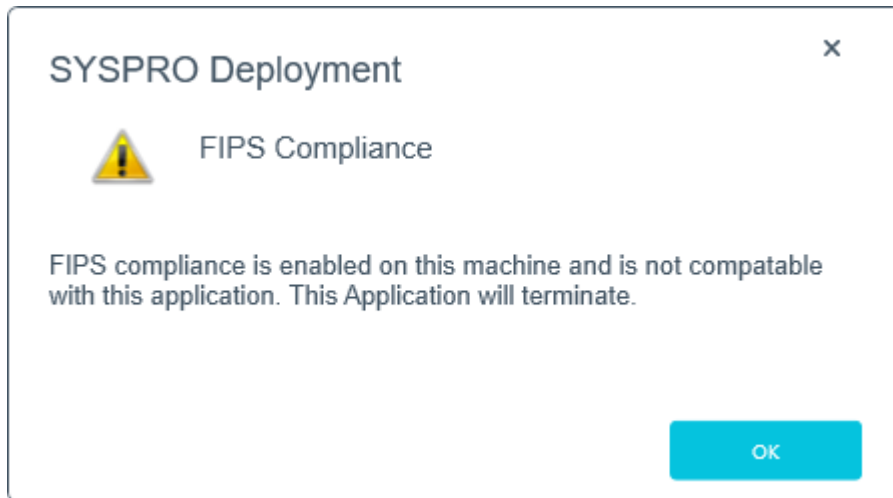 SYSPRO Deployment
FIPS Compliance
FIPS compliance is enabled on this machine and is not compatable
with this application. This Application will terminate.
OK